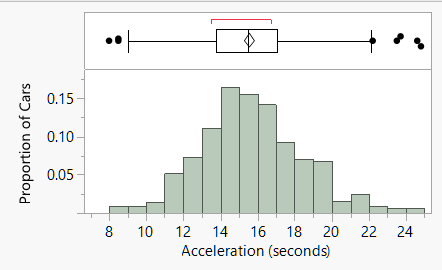 Proportion of Cars
0.15
0.10
0.05
8 10 12 14 16 18 20 22 24
Acceleration (seconds)